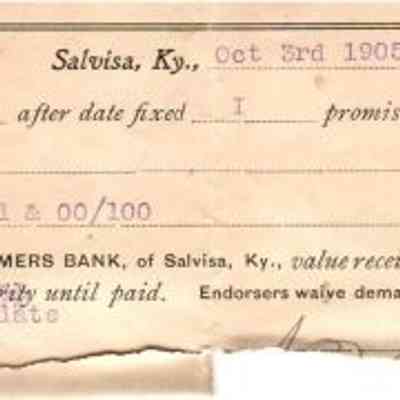 Salvisa, Ky., Oct 3rd 1905
after date fixed I promis
l & 00/100
MERS BANK, of Salvisa, Ky., value recei
rity until paid. Endorsers waive dema
date